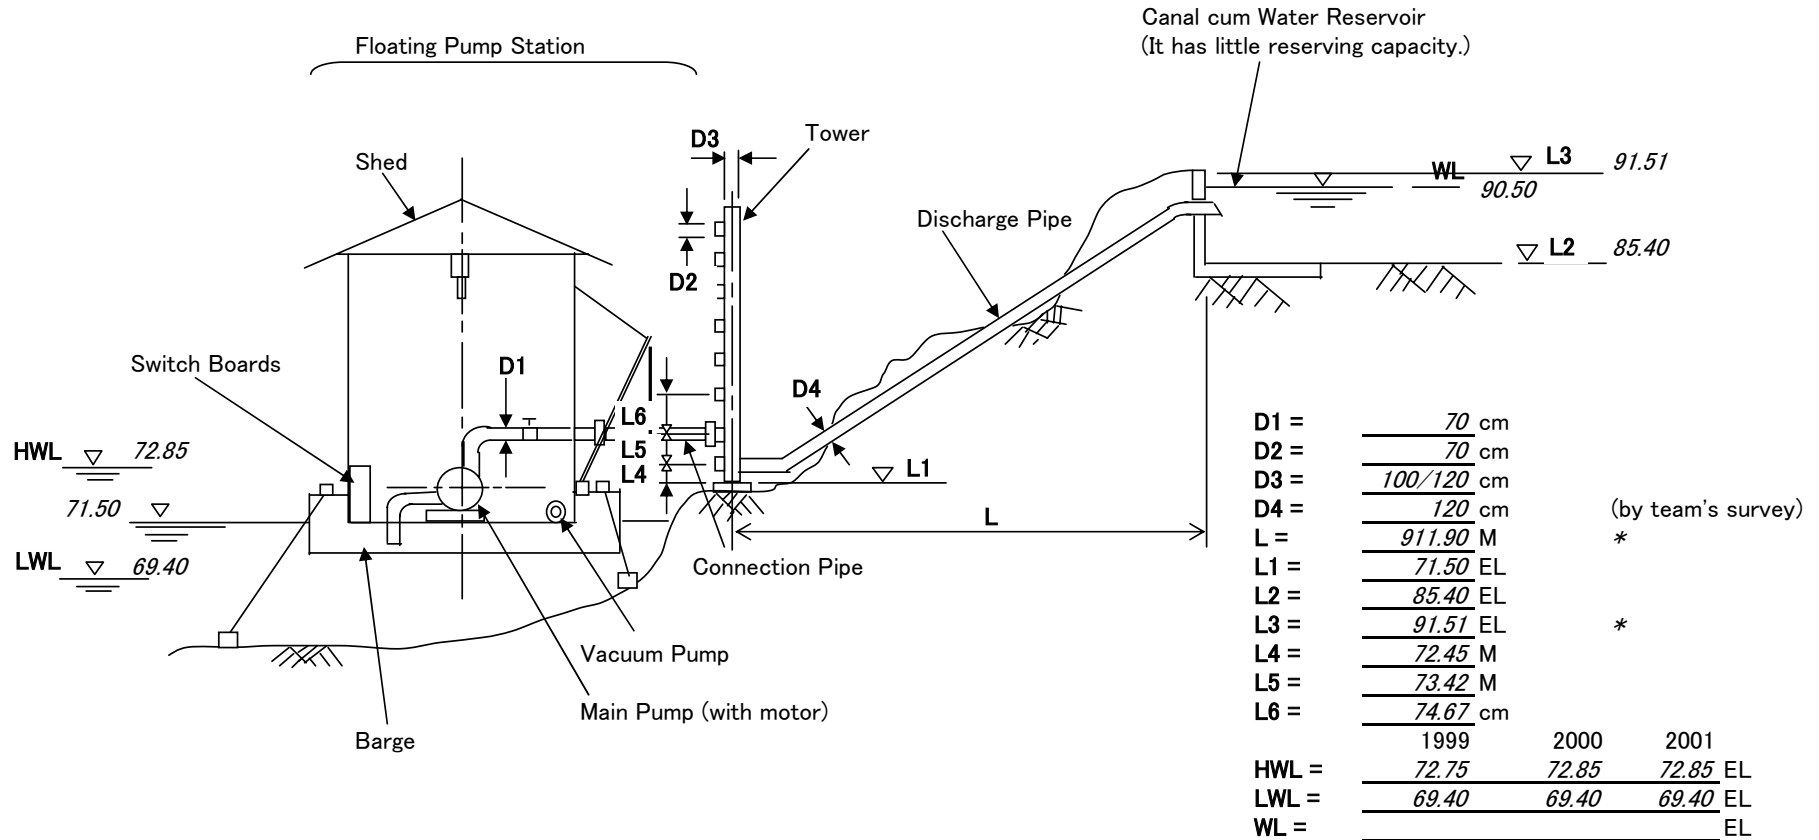 Canal cum Water Reservoir
(It has little reserving capacity.)
Floating Pump Station
D3
Tower
Shed
WL
L3 91.51
90.50
Discharge Pipe
L2 85.40
D2
Switch Boards
D1
D4
L6
HWL 72.85
L5
L4
L1
71.50
L
LWL 69.40
Connection Pipe
Vacuum Pump
Main Pump (with motor)
Barge
D1 = 70 cm
D2 = 70 cm
D3 = 100/120 cm
D4 = 120 cm (by team's survey)
L = 911.90 M *
L1 = 71.50 EL
L2 = 85.40 EL
L3 = 91.51 EL *
L4 = 72.45 M
L5 = 73.42 M
L6 = 74.67 cm
1999 2000 2001
HWL = 72.75 72.85 72.85 EL
LWL = 69.40 69.40 69.40 EL
WL = EL